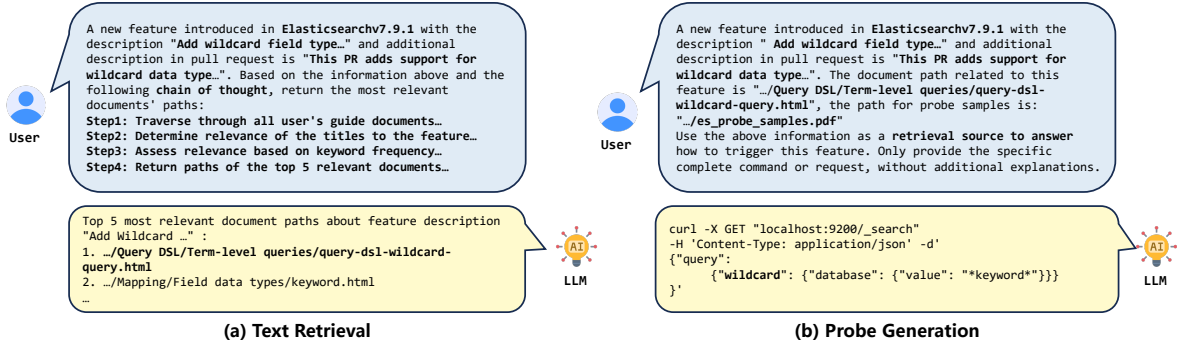 A new feature introduced in Elasticsearchv7.9.1 with the
description "Add wildcard field type…" and additional
description in pull request is "This PR adds support for
wildcard data type…". Based on the information above and the
following chain of thought, return the most relevant
documents' paths:
Step1: Traverse through all user's guide documents…
Step2: Determine relevance of the titles to the feature…
Step3: Assess relevance based on keyword frequency…
Step4: Return paths of the top 5 relevant documents…
User
Top 5 most relevant document paths about feature description
"Add Wildcard …" :
1. …/Query DSL/Term-level queries/query-dsl-wildcard-
query.html
2. …/Mapping/Field data types/keyword.html
…
AI
LLM
(a) Text Retrieval
A new feature introduced in Elasticsearchv7.9.1 with the
description " Add wildcard field type…" and additional
description in pull request is "This PR adds support for
wildcard data type…". The document path related to this
feature is "…/Query DSL/Term-level queries/query-dsl-
wildcard-query.html", the path for probe samples is:
"…/es_probe_samples.pdf"
Use the above information as a retrieval source to answer
how to trigger this feature. Only provide the specific
complete command or request, without additional explanations.
User
curl -X GET "localhost:9200/_search"
-H 'Content-Type: application/json' -d'
{"query":
{"wildcard": {"database": {"value": "*keyword*"}}}
}'
AI
LLM
(b) Probe Generation